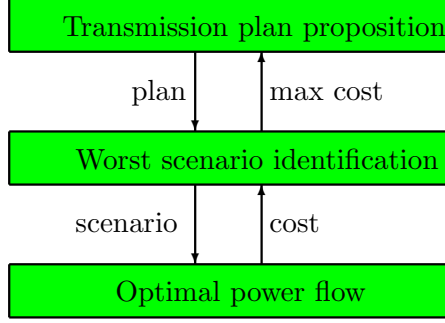 Transmission plan proposition
plan
max cost
Worst scenario identification
scenario
cost
Optimal power flow